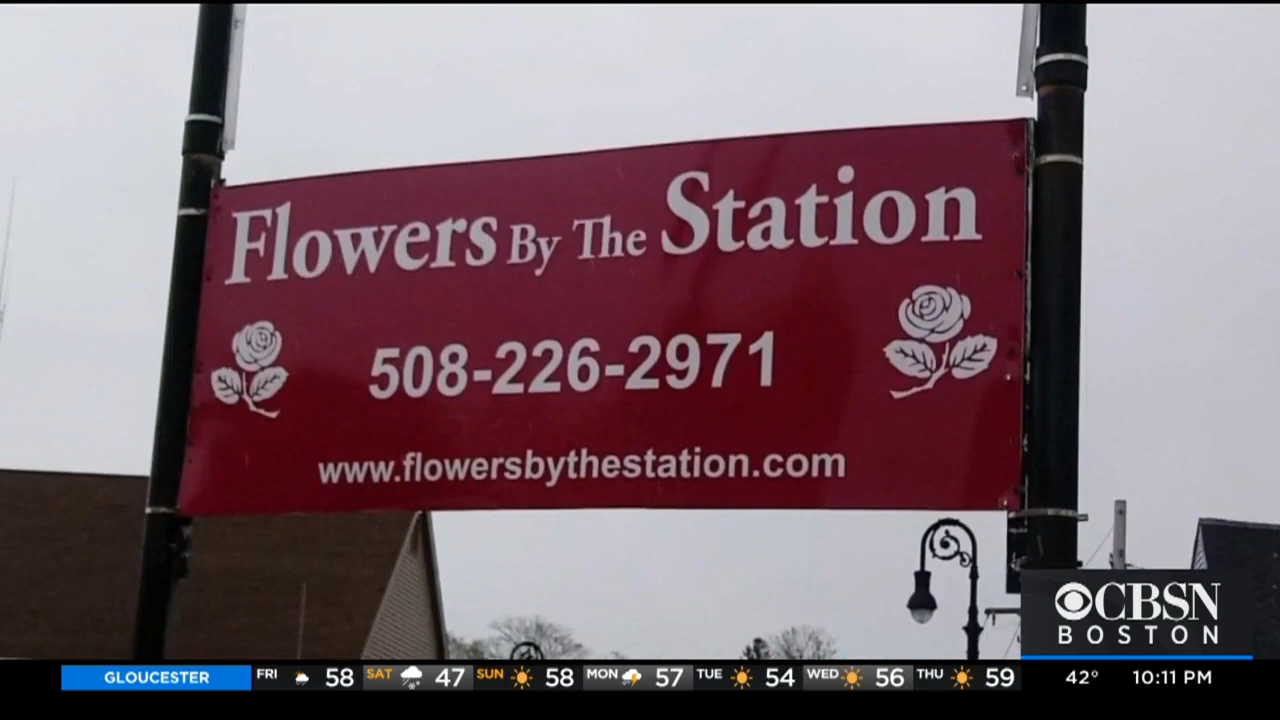 Flowers By The Station
508-226-2971
www.flowersbythestation.com
CBSN
BOSTON
GLOUCESTER FRI 58 SAT 47 SUN 58 MON 57 TUE 54 WED 56 THU 59 42° 10:11 PM